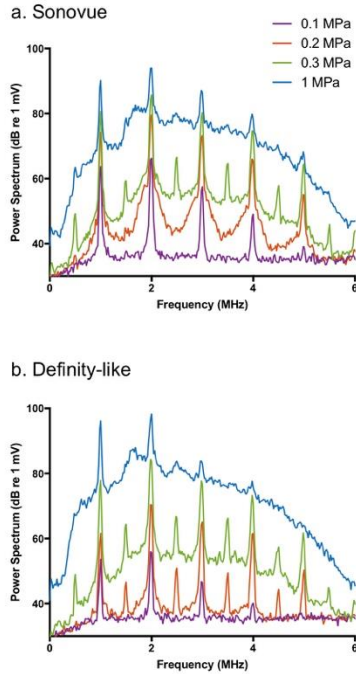 a. Sonovue
0.1 MPa
0.2 MPa
0.3 MPa
1 MPa
100
80
60
40
Power Spectrum (dB re 1 mV)
0 2 4 6
Frequency (MHz)
b. Definity-like
100
80
60
40
Power Spectrum (dB re 1 mV)
0 2 4 6
Frequency (MHz)